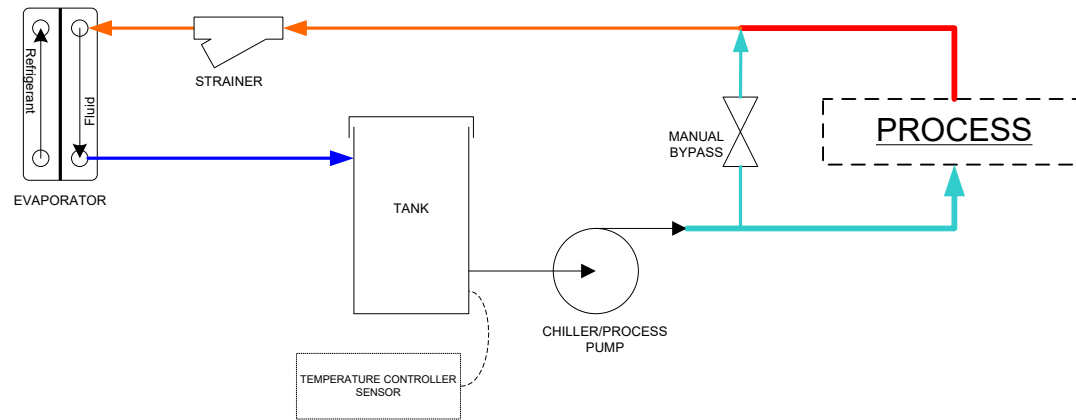 Refrigerant
Fluid
EVAPORATOR
STRAINER
TANK
TEMPERATURE CONTROLLER
SENSOR
CHILLER/PROCESS
PUMP
MANUAL
BYPASS
PROCESS